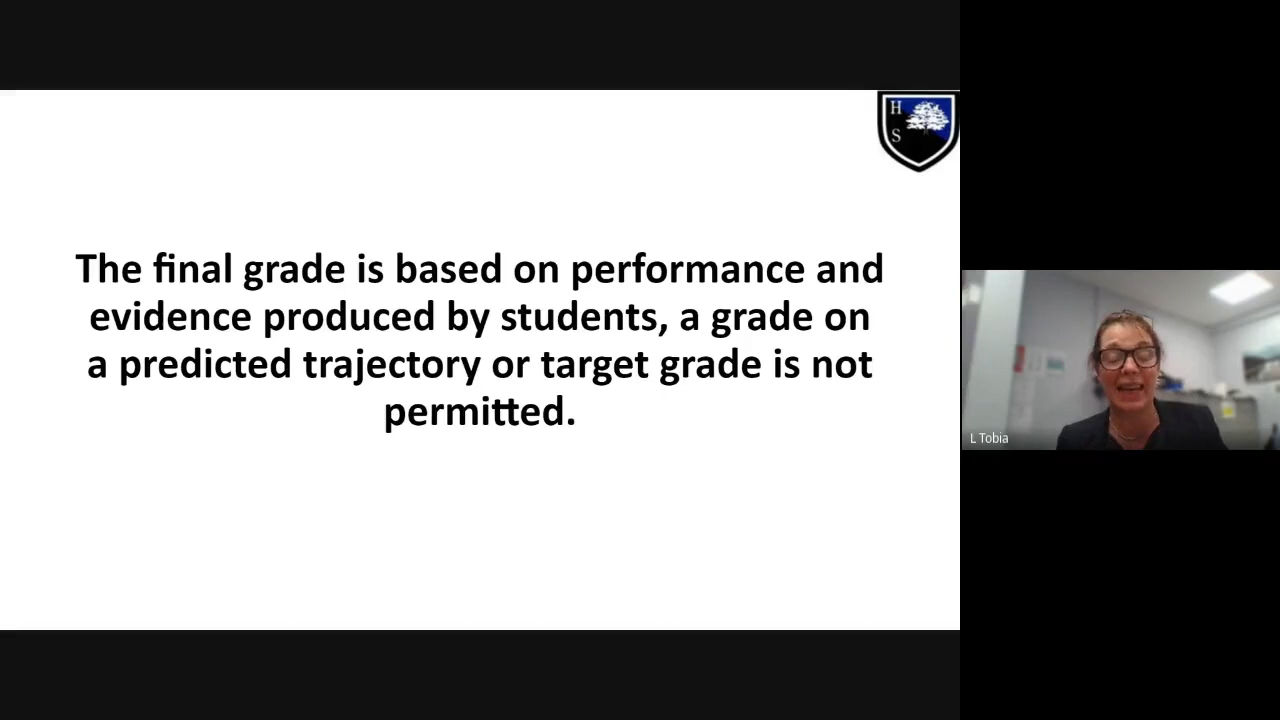 H
S
The final grade is based on performance and
evidence produced by students, a grade on
a predicted trajectory or target grade is not
permitted.
L Tobia